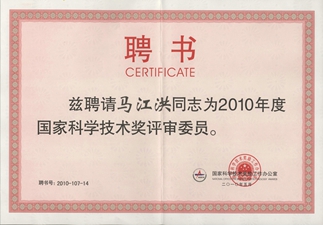 聘书
CERTIFICATE
兹聘请马江洪同志为2010年度
国家科学技术奖评审委员。
聘书号：2010-107-14
国家科学技术奖励工作办公室